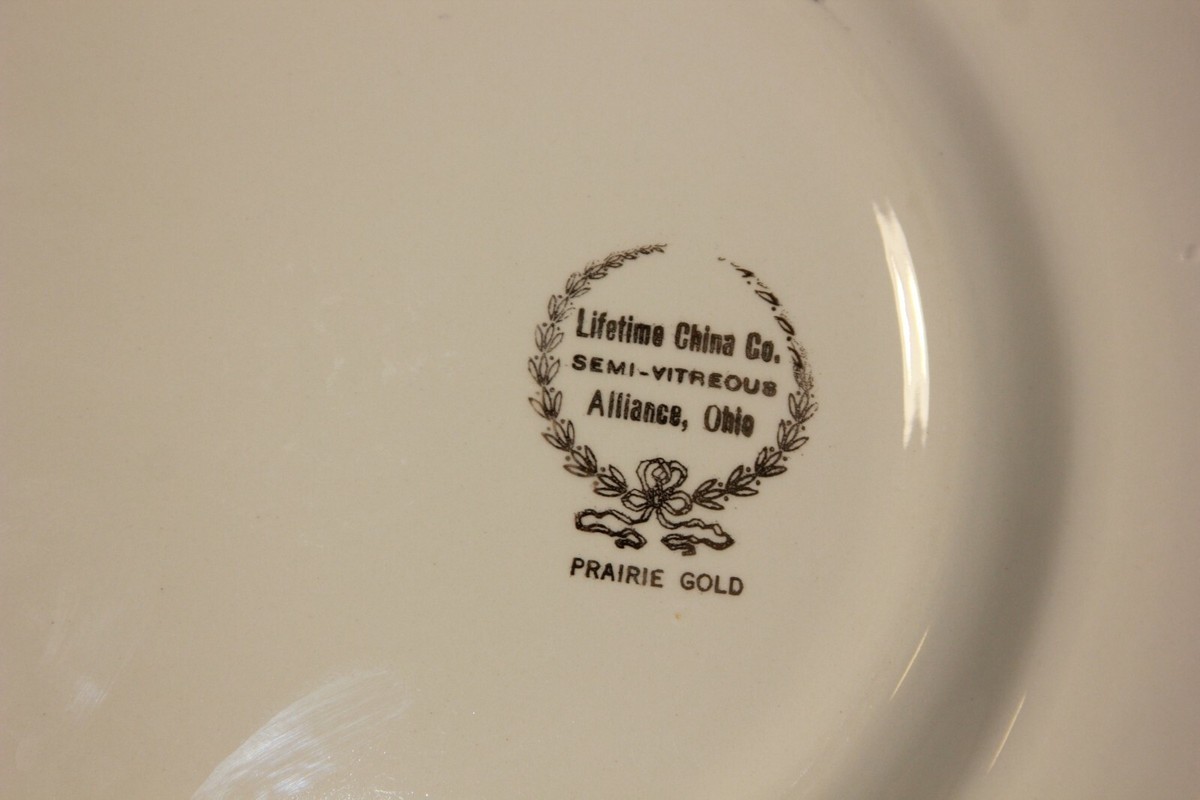 Lifetime China Co.
SEMI-VITREOUS
Alliance, Ohio
PRAIRIE GOLD